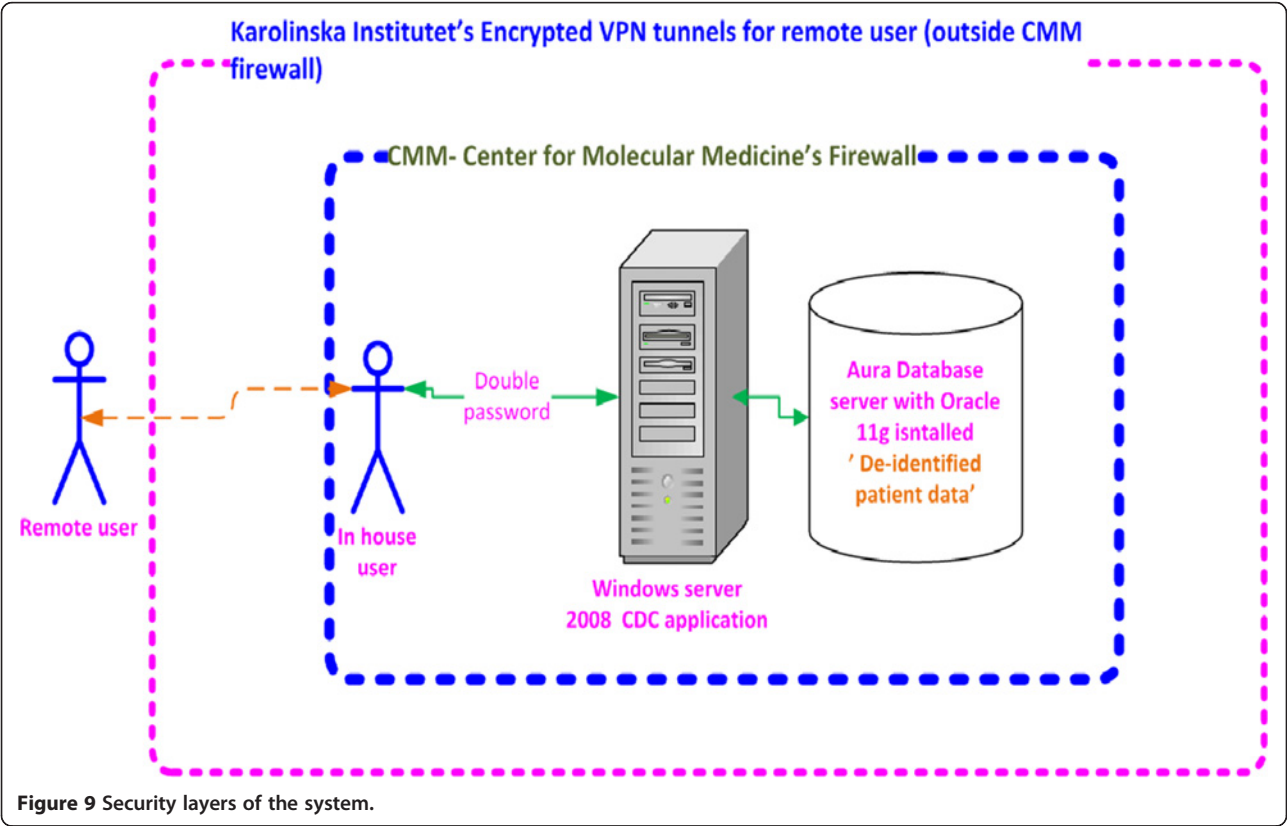 Karolinska Institutet's Encrypted VPN tunnels for remote user (outside CMM
firewall)
CMM- Center for Molecular Medicine's Firewall
Double
password
Aura Database
server with Oracle
11g isntalled
' De-identified
patient data'
Remote user
In house
user
Windows server
2008 CDC application
Figure 9 Security layers of the system.